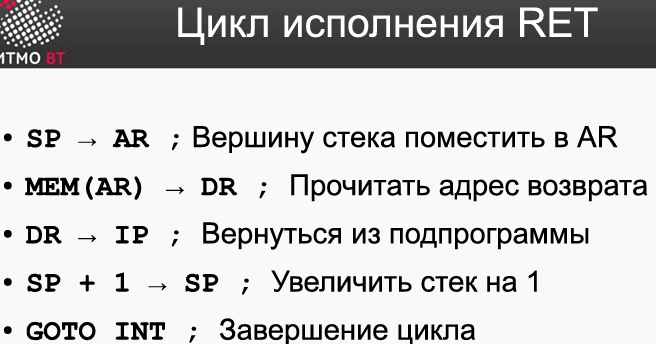 Цикл исполнения RET
ИТМО ВТ
• SP → AR ; Вершину стека поместить в AR
• MEM(AR) → DR ; Прочитать адрес возврата
• DR → IP ; Вернуться из подпрограммы
• SP + 1 → SP ; Увеличить стек на 1
• GOTO INT ; Завершение цикла